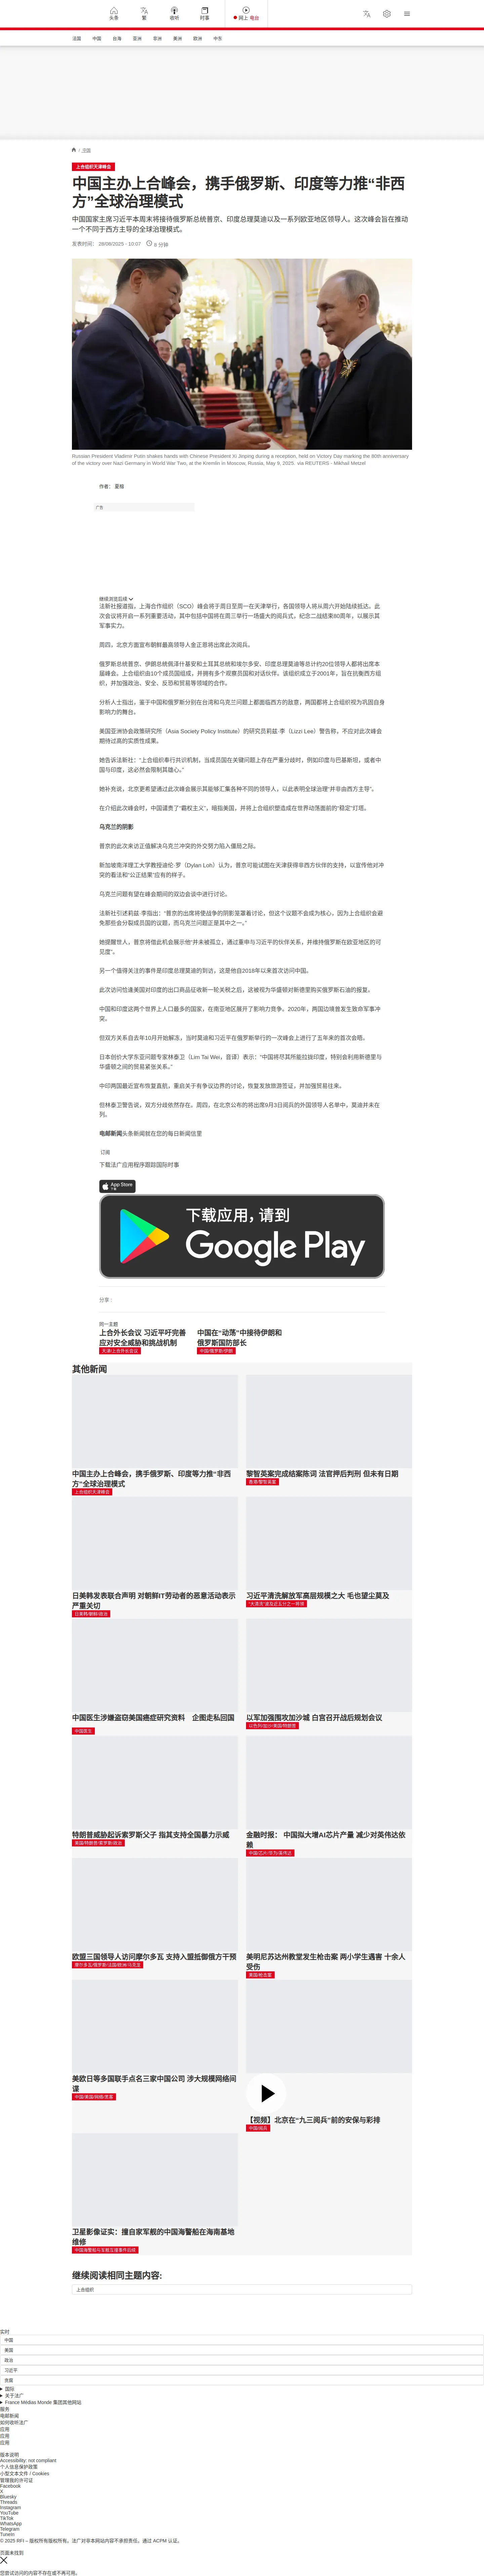 头条
繁
收听
时事
网上 电台
法国
中国
台湾
亚洲
非洲
美洲
欧洲
中东
/ 中国
上合组织天津峰会
中国主办上合峰会，携手俄罗斯、印度等力推“非西
方”全球治理模式
中国国家主席习近平本周末将接待俄罗斯总统普京、印度总理莫迪以及一系列欧亚地区领导人。这次峰会旨在推动
一个不同于西方主导的全球治理模式。
发表时间： 28/08/2025 - 10:07
8 分钟
Russian President Vladimir Putin shakes hands with Chinese President Xi Jinping during a reception, held on Victory Day marking the 80th anniversary
of the victory over Nazi Germany in World War Two, at the Kremlin in Moscow, Russia, May 9, 2025. via REUTERS - Mikhail Metzel
作者： 夏榆
广告
继续浏览后续
法新社报道指，上海合作组织（SCO）峰会将于周日至周一在天津举行，各国领导人将从周六开始陆续抵达。此
次会议将开启一系列重要活动，其中包括中国将在周三举行一场盛大的阅兵式，纪念二战结束80周年，以展示其
军事实力。
周四，北京方面宣布朝鲜最高领导人金正恩将出席此次阅兵。
俄罗斯总统普京、伊朗总统佩泽什基安和土耳其总统和埃尔多安、印度总理莫迪等总计约20位领导人都将出席本
届峰会。上合组织由10个成员国组成，并拥有多个观察员国和对话伙伴。该组织成立于2001年，旨在抗衡西方组
织，并加强政治、安全、反恐和贸易等领域的合作。
分析人士指出，鉴于中国和俄罗斯分别在台湾和乌克兰问题上都面临西方的敌意，两国都将上合组织视为巩固自身
影响力的舞台。
美国亚洲协会政策研究所（Asia Society Policy Institute）的研究员莉兹·李（Lizzi Lee）警告称，不应对此次峰会
期待过高的实质性成果。
她告诉法新社：“上合组织奉行共识机制，当成员国在关键问题上存在严重分歧时，例如印度与巴基斯坦，或者中
国与印度，这必然会限制其雄心。”
她补充说，北京更希望通过此次峰会展示其能够汇集各种不同的领导人，以此表明全球治理“并非由西方主导”。
在介绍此次峰会时，中国谴责了“霸权主义”，暗指美国，并将上合组织塑造成在世界动荡面前的“稳定”灯塔。
乌克兰的阴影
普京的此次来访正值解决乌克兰冲突的外交努力陷入僵局之际。
新加坡南洋理工大学教授迪伦·罗（Dylan Loh）认为，普京可能试图在天津获得非西方伙伴的支持，以宣传他对冲
突的看法和“公正结果”应有的样子。
乌克兰问题有望在峰会期间的双边会谈中进行讨论。
法新社引述莉兹·李指出：“普京的出席将使战争的阴影笼罩着讨论，但这个议题不会成为核心，因为上合组织会避
免那些会分裂成员国的议题，而乌克兰问题正是其中之一。”
她提醒世人，普京将借此机会展示他“并未被孤立，通过重申与习近平的伙伴关系，并维持俄罗斯在欧亚地区的可
见度”。
另一个值得关注的事件是印度总理莫迪的到访，这是他自2018年以来首次访问中国。
此次访问恰逢美国对印度的出口商品征收新一轮关税之后，这被视为华盛顿对新德里购买俄罗斯石油的报复。
中国和印度这两个世界上人口最多的国家，在南亚地区展开了影响力竞争。2020年，两国边境曾发生致命军事冲
突。
但双方关系自去年10月开始解冻，当时莫迪和习近平在俄罗斯举行的一次峰会上进行了五年来的首次会晤。
日本创价大学东亚问题专家林泰卫（Lim Tai Wei，音译）表示：“中国将尽其所能拉拢印度，特别会利用新德里与
华盛顿之间的贸易紧张关系。”
中印两国最近宣布恢复直航，重启关于有争议边界的讨论，恢复发放旅游签证，并加强贸易往来。
但林泰卫警告说，双方分歧依然存在。周四，在北京公布的将出席9月3日阅兵的外国领导人名单中，莫迪并未在
列。
电邮新闻头条新闻就在您的每日新闻信里
订阅
下载法广应用程序跟踪国际时事
App Store
下载应用，请到
Google Play
分享 :
同一主题
上合外长会议 习近平吁完善
应对安全威胁和挑战机制
天津/上合外长会议
中国在“动荡”中接待伊朗和
俄罗斯国防部长
中国/俄罗斯/伊朗
其他新闻
中国主办上合峰会，携手俄罗斯、印度等力推“非西
方”全球治理模式
上合组织天津峰会
黎智英案完成结案陈词 法官押后判刑 但未有日期
香港/黎智英案
日美韩发表联合声明 对朝鲜IT劳动者的恶意活动表示
严重关切
日美韩/朝鲜/政治
习近平清洗解放军高层规模之大 毛也望尘莫及
“大清洗”波及近五分之一将领
中国医生涉嫌盗窃美国癌症研究资料 企图走私回国
中国医生
以军加强围攻加沙城 白宫召开战后规划会议
以色列/加沙/美国/特朗普
特朗普威胁起诉索罗斯父子 指其支持全国暴力示威
美国/特朗普/索罗斯/政治
金融时报： 中国拟大增AI芯片产量 减少对英伟达依
赖
中国/芯片/华为/英伟达
欧盟三国领导人访问摩尔多瓦 支持入盟抵御俄方干预
摩尔多瓦/俄罗斯/法国/欧洲/马克龙
美明尼苏达州教堂发生枪击案 两小学生遇害 十余人
受伤
美国/枪击案
美欧日等多国联手点名三家中国公司 涉大规模网络间
谍
中国/美国/网络/黑客
【视频】北京在“九三阅兵”前的安保与彩排
中国/阅兵
卫星影像证实：撞自家军舰的中国海警船在海南基地
维修
中国海警船与军舰互撞事件后续
继续阅读相同主题内容:
上合组织
实时
中国
美国
政治
习近平
贪腐
国际
关于法广
France Médias Monde 集团其他网站
服务
电邮新闻
如何收听法广
应用
应用
应用
版本说明
Accessibility: not compliant
个人信息保护政策
小型文本文件 / Cookies
管理我的许可证
Facebook
X
Bluesky
Threads
Instagram
YouTube
TikTok
WhatsApp
Telegram
TuneIn
© 2025 RFI – 版权所有版权所有。法广对非本网站内容不承担责任。通过 ACPM 认证。
页面未找到
您尝试访问的内容不存在或不再可用。